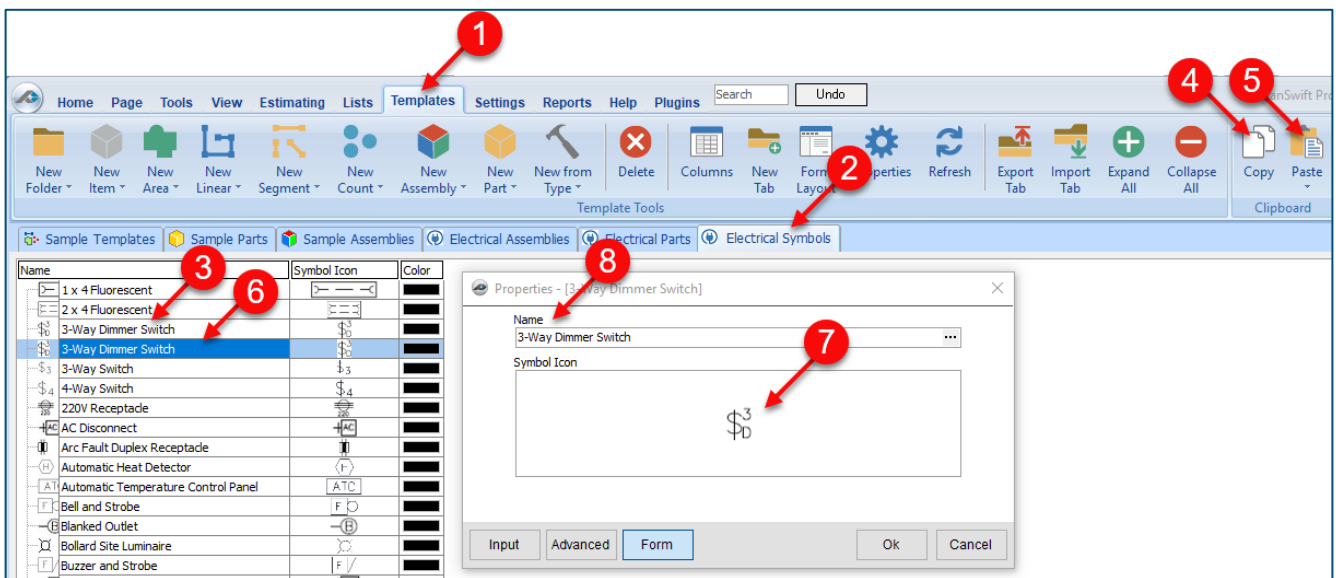 1
4
5
Home Page Tools View Estimating Lists Templates Settings Reports Help Plugins Search Undo
New Folder New Item New Area New Linear New Segment New Count New Assembly New Part New from Type Delete Columns New Tab Properties Refresh Export Tab Import Tab Expand All Collapse All Copy Paste
2
Template Tools Clipboard
Sample Templates Sample Parts Sample Assemblies Electrical Assemblies Electrical Parts Electrical Symbols
3
8
Name Symbol Icon Color
6
1 x 4 Fluorescent
2 x 4 Fluorescent
3-Way Dimmer Switch
3-Way Dimmer Switch
3-Way Switch
4-Way Switch
220V Receptacle
AC Disconnect
Arc Fault Duplex Receptacle
Automatic Heat Detector
Automatic Temperature Control Panel ATC
Bell and Strobe F
Blanked Outlet B
Bollard Site Luminaire
Buzzer and Strobe F
Properties - [3-Way Dimmer Switch]
Name
3-Way Dimmer Switch ...
7
Symbol Icon
$3D
Input Advanced Form Ok Cancel